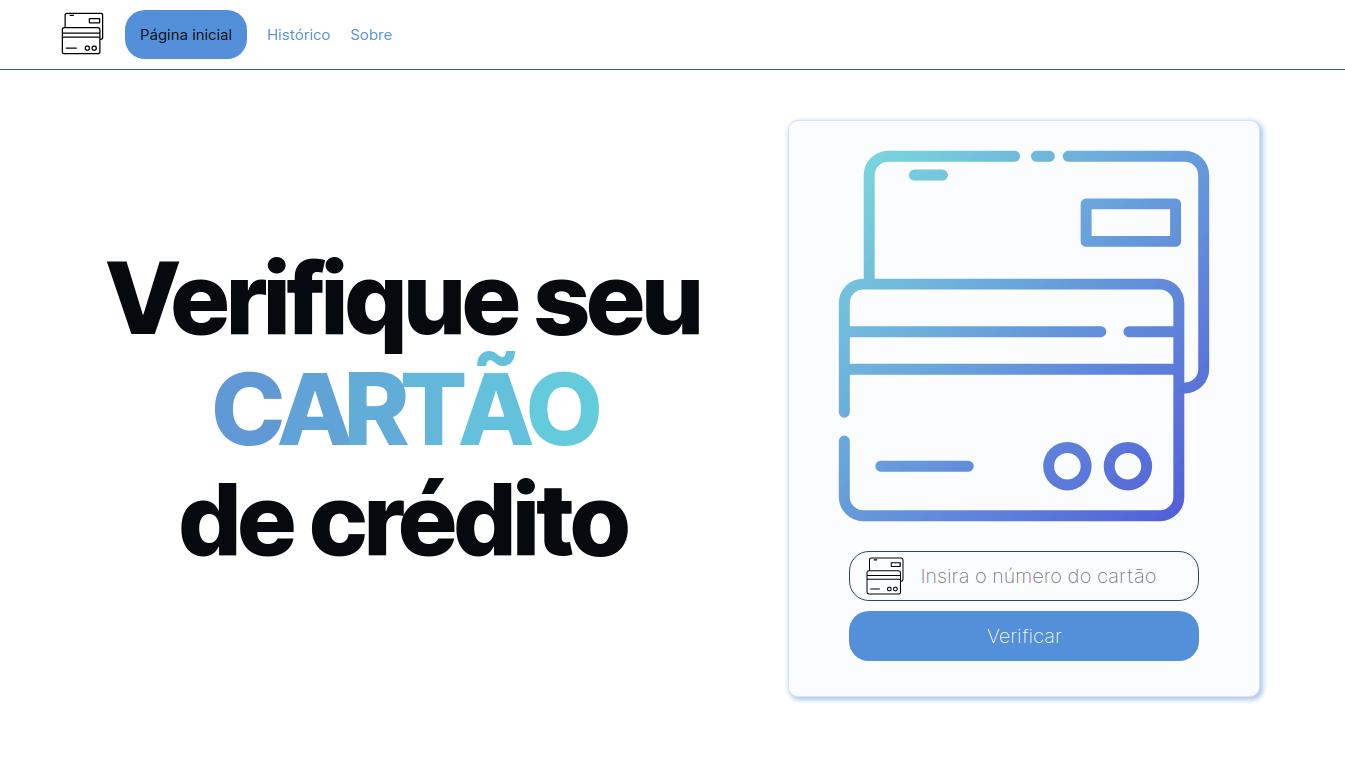 Página inicial Histórico Sobre
Verifique seu
CARTÃO
de crédito
Insira o número do cartão
Verificar